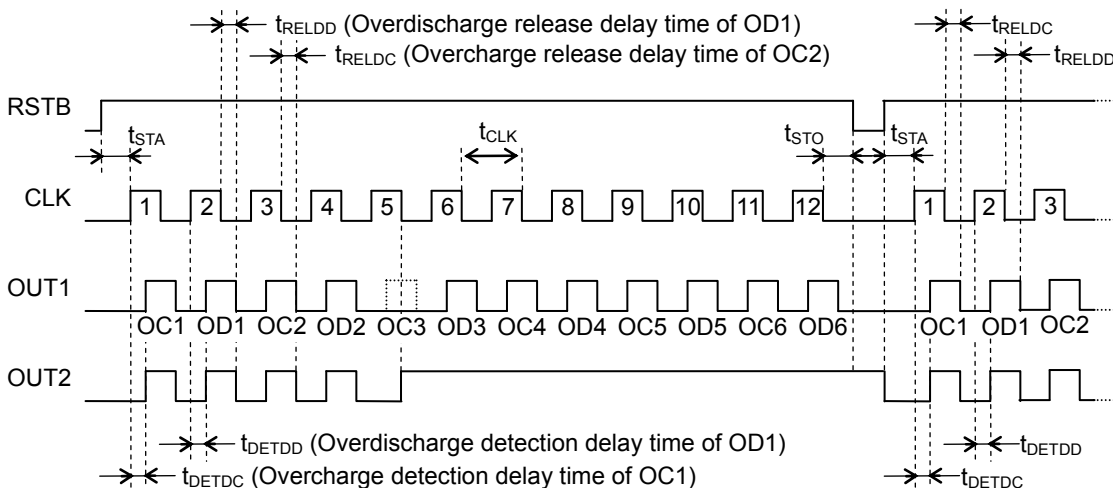 tRELDD (Overdischarge release delay time of OD1) tRELDC
tRELDC (Overcharge release delay time of OC2) tRELDD
RSTB
tSTA tCLK tSTO tSTA
CLK 1 2 3 4 5 6 7 8 9 10 11 12 1 2 3
OUT1
OC1 OD1 OC2 OD2 OC3 OD3 OC4 OD4 OC5 OD5 OC6 OD6 OC1 OD1 OC2
OUT2
tDETDD (Overdischarge detection delay time of OD1) tDETDD
tDETDC (Overcharge detection delay time of OC1) tDETDC